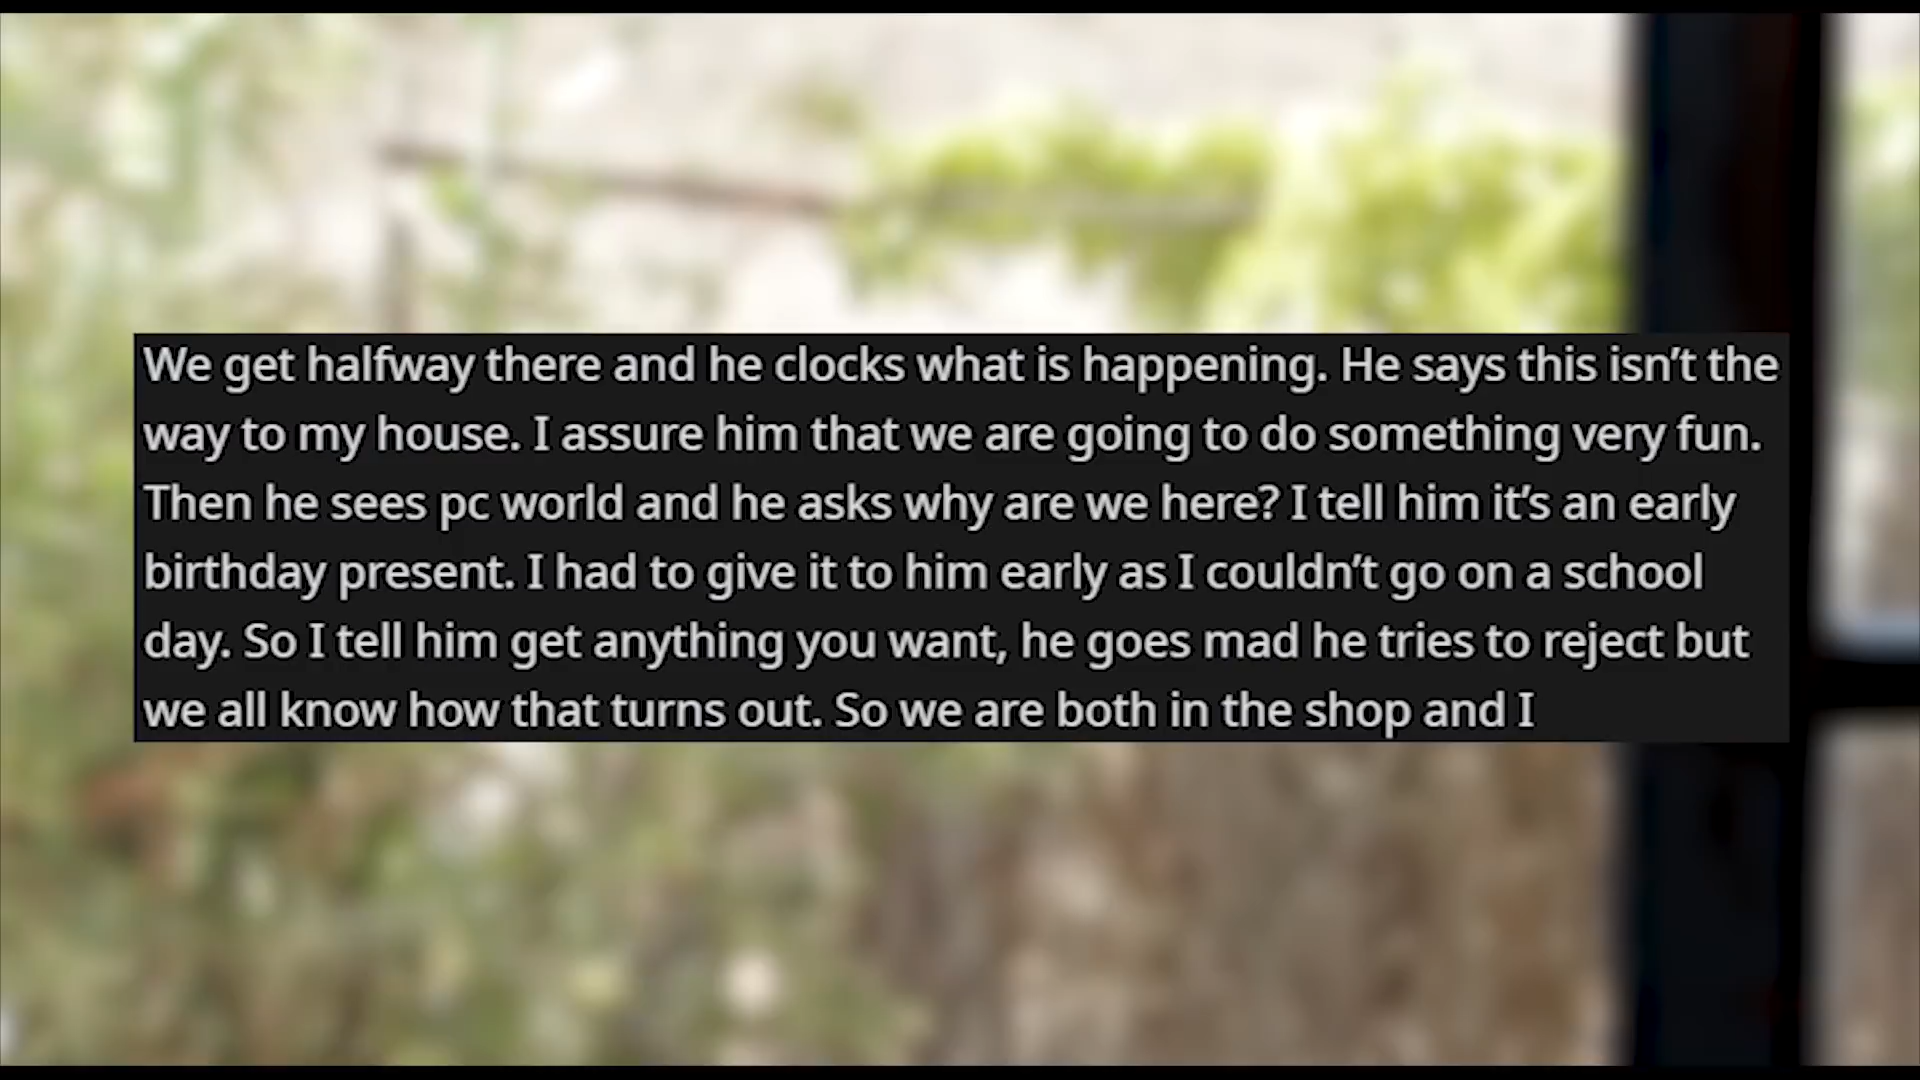 We get halfway there and he clocks what is happening. He says this isn’t the
way to my house. I assure him that we are going to do something very fun.
Then he sees pc world and he asks why are we here? I tell him it’s an early
birthday present. I had to give it to him early as I couldn’t go on a school
day. So I tell him get anything you want, he goes mad he tries to reject but
we all know how that turns out. So we are both in the shop and I